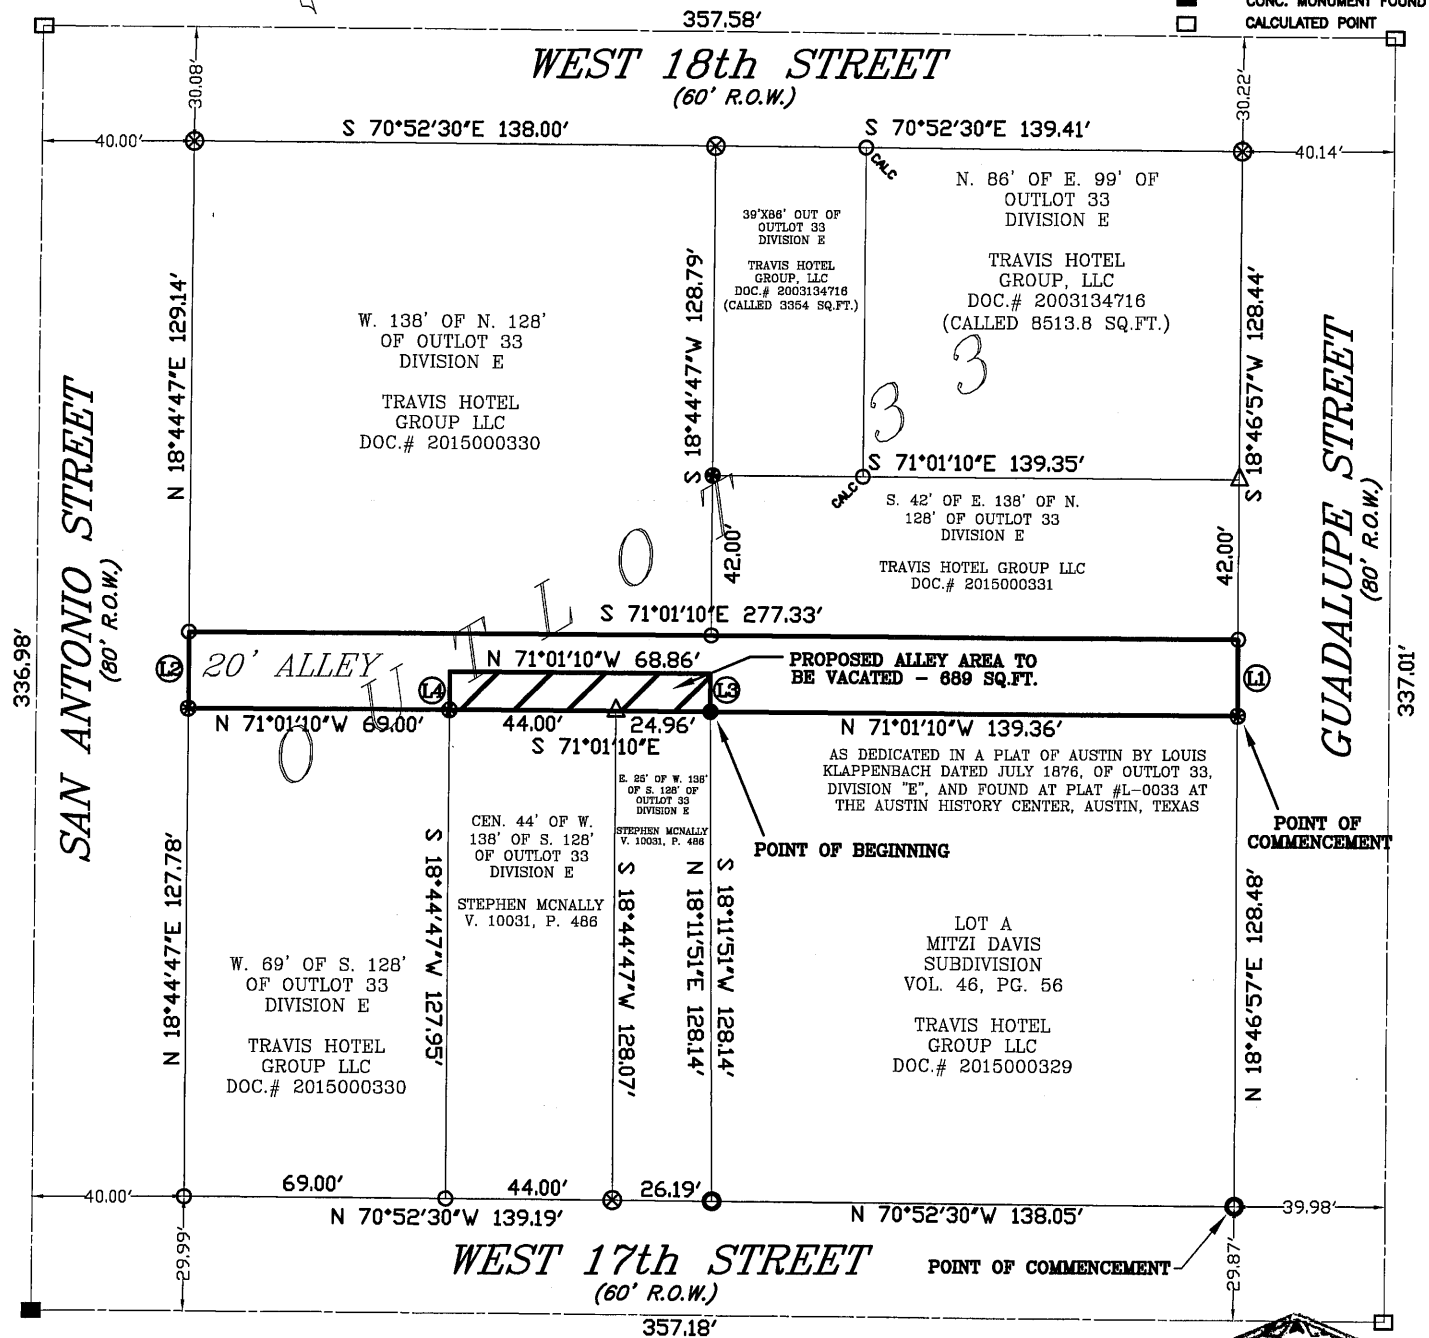 CONC. MONUMENT FOUND
CALCULATED POINT
357.58'
WEST 18th STREET
(60' R.O.W.)
30.08'
30.22'
40.00'
S 70°52'30"E 138.00'
S 70°52'30"E 139.41'
40.14'
CALC
N. 86' OF E. 99' OF
OUTLOT 33
DIVISION E
TRAVIS HOTEL
GROUP, LLC
DOC.# 2003134716
(CALLED 8513.8 SQ.FT.)
39'X86' OUT OF
OUTLOT 33
DIVISION E
TRAVIS HOTEL
GROUP, LLC
DOC.# 2003134716
(CALLED 3354 SQ.FT.)
W. 138' OF N. 128'
OF OUTLOT 33
DIVISION E
TRAVIS HOTEL
GROUP LLC
DOC.# 2015000330
N 18°44'47"E 129.14'
S 18°44'47"W 128.79'
S 18°46'57"W 128.44'
OUTLOT 33
SAN ANTONIO STREET
(80' R.O.W.)
336.98'
GUADALUPE STREET
(80' R.O.W.)
337.01'
S 71°01'10"E 139.35'
CALC
S. 42' OF E. 138' OF N.
128' OF OUTLOT 33
DIVISION E
TRAVIS HOTEL GROUP LLC
DOC.# 2015000331
42.00'
42.00'
S 71°01'10"E 277.33'
L2
20' ALLEY
N 71°01'10"W 68.86'
PROPOSED ALLEY AREA TO
BE VACATED - 689 SQ.FT.
L4
L3
L1
N 71°01'10"W 69.00'
44.00'
24.96'
S 71°01'10"E
N 71°01'10"W 139.36'
AS DEDICATED IN A PLAT OF AUSTIN BY LOUIS
KLAPPENBACH DATED JULY 1876, OF OUTLOT 33,
DIVISION "E", AND FOUND AT PLAT #L-0033 AT
THE AUSTIN HISTORY CENTER, AUSTIN, TEXAS
POINT OF
COMMENCEMENT
POINT OF BEGINNING
E. 25' OF W. 138'
OF S. 128' OF
OUTLOT 33
DIVISION E
STEPHEN MCNALLY
V. 10031, P. 486
CEN. 44' OF W.
138' OF S. 128'
OF OUTLOT 33
DIVISION E
STEPHEN MCNALLY
V. 10031, P. 486
W. 69' OF S. 128'
OF OUTLOT 33
DIVISION E
TRAVIS HOTEL
GROUP LLC
DOC.# 2015000330
LOT A
MITZI DAVIS
SUBDIVISION
VOL. 46, PG. 56
TRAVIS HOTEL
GROUP LLC
DOC.# 2015000329
N 18°44'47"E 127.78'
S 18°44'47"W 127.95'
S 18°44'47"W 128.07'
N 18°11'51"E 128.14'
S 18°11'51"W 128.14'
N 18°46'57"E 128.48'
40.00'
69.00'
44.00'
26.19'
N 70°52'30"W 139.19'
N 70°52'30"W 138.05'
39.98'
29.99'
29.87'
WEST 17th STREET
(60' R.O.W.)
POINT OF COMMENCEMENT
357.18'